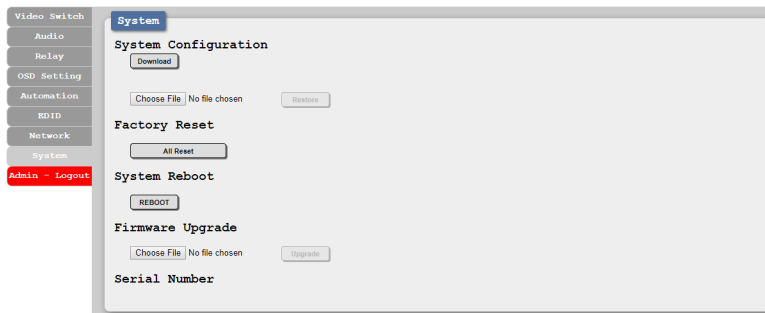 Video Switch
Audio
Relay
OSD Setting
Automation
EDID
Network
System
Admin - Logout
System
System Configuration
Download
Choose File No file chosen Restore
Factory Reset
All Reset
System Reboot
REBOOT
Firmware Upgrade
Choose File No file chosen Upgrade
Serial Number